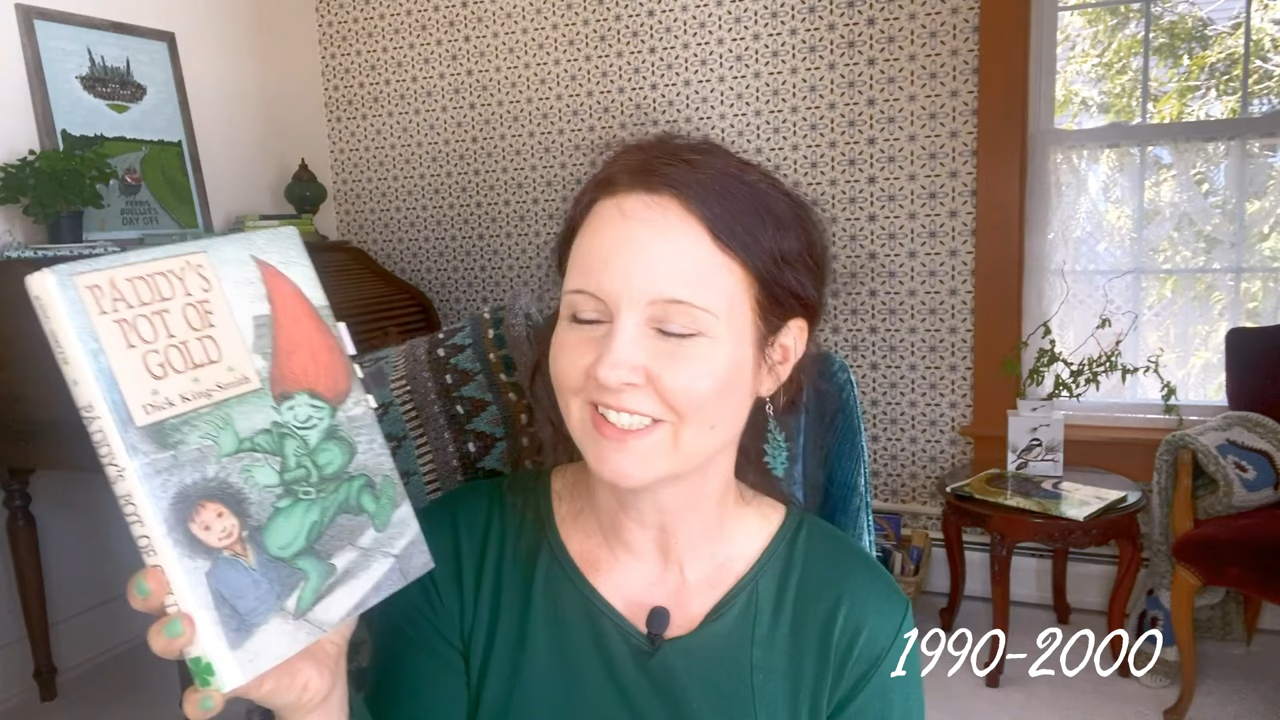 FERRIS
BUELLER'S
DAY OFF
PADDY'S
POT OF
GOLD
Dick King-Smith
PADDY'S POT OF
1990-2000